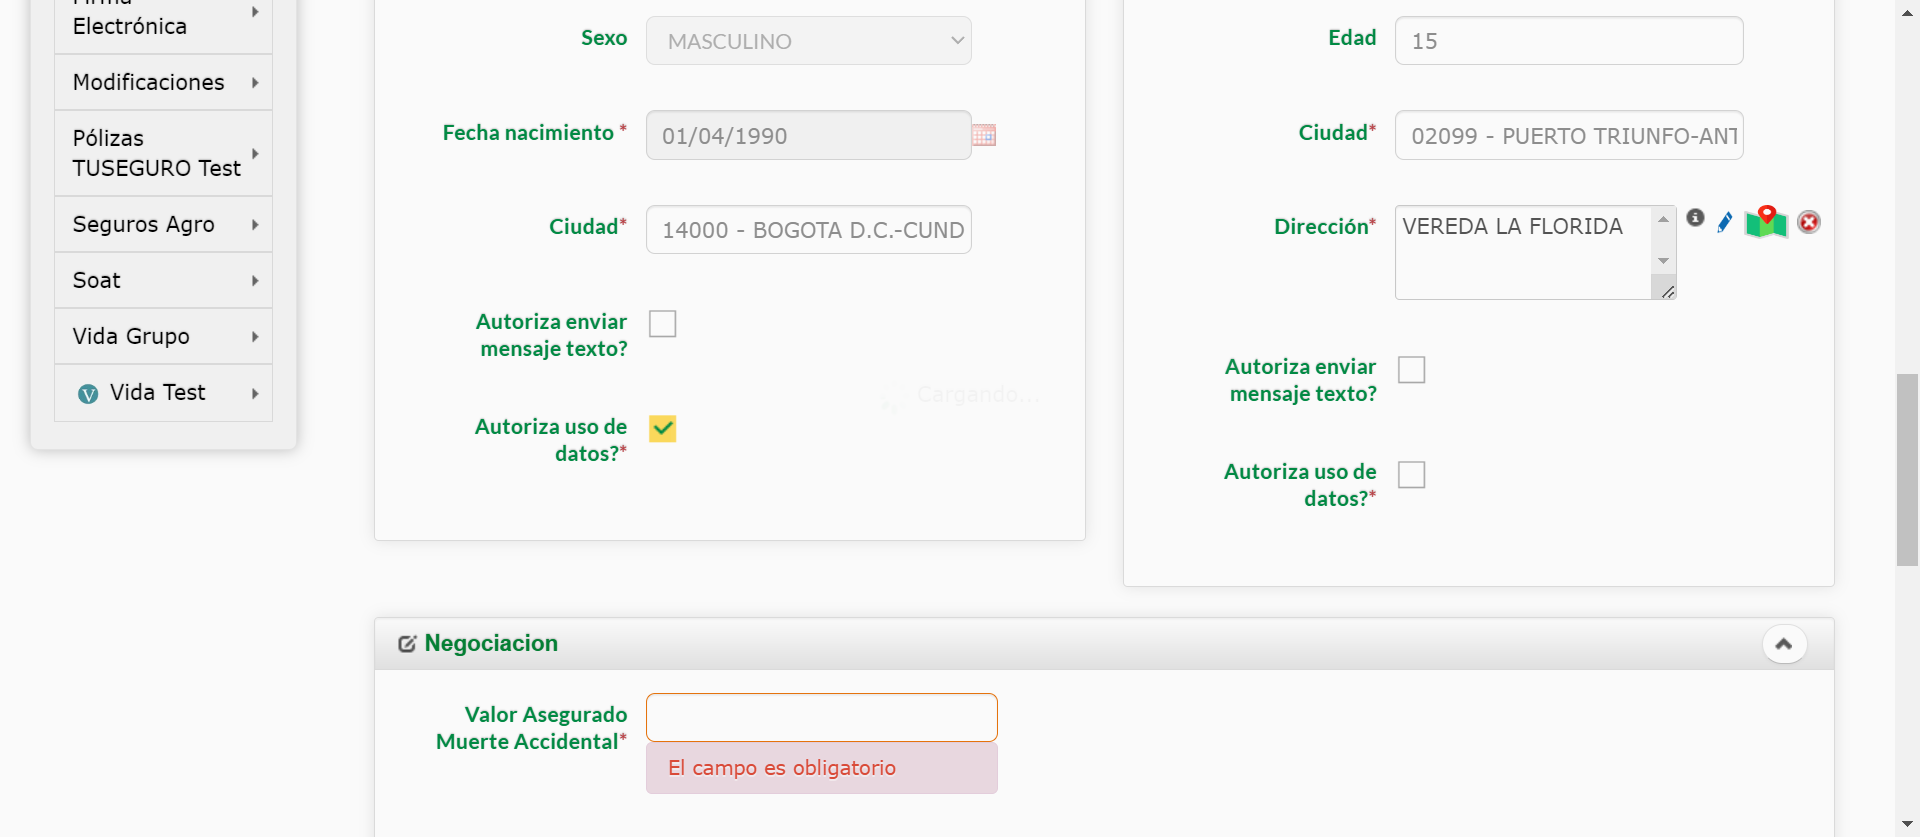 Firma
Electrónica
Modificaciones
Pólizas
TUSEGURO Test
Seguros Agro
Soat
Vida Grupo
V Vida Test
Sexo
MASCULINO
Fecha nacimiento *
01/04/1990
Ciudad*
14000 - BOGOTA D.C.-CUND
Autoriza enviar
mensaje texto?
Autoriza uso de
datos?*
Cargando...
Edad
15
Ciudad*
02099 - PUERTO TRIUNFO-ANT
Dirección*
VEREDA LA FLORIDA
Autoriza enviar
mensaje texto?
Autoriza uso de
datos?*
Negociacion
Valor Asegurado
Muerte Accidental*
El campo es obligatorio